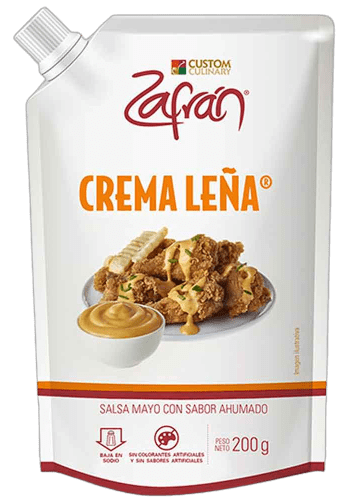 CUSTOM
CULINARY
Zafrán®
CREMA LEÑA®
Imagen ilustrativa
SALSA MAYO CON SABOR AHUMADO
BAJA EN
SODIO
SIN COLORANTES ARTIFICIALES
Y SIN SABORES ARTIFICIALES
PESO
NETO 200 g